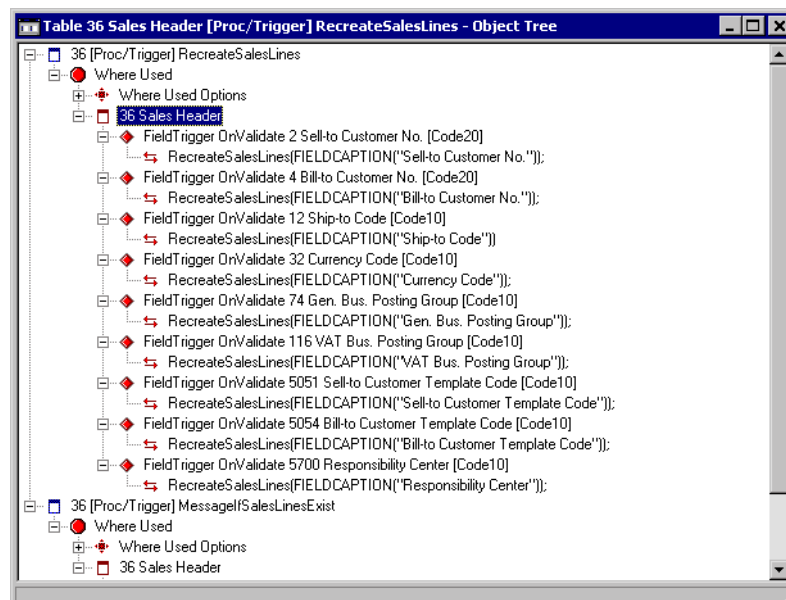 Table 36 Sales Header [Proc/Trigger] RecreateSalesLines - Object Tree
36 [Proc/Trigger] RecreateSalesLines
Where Used
Where Used Options
36 Sales Header
FieldTrigger OnValidate 2 Sell-to Customer No. [Code20]
RecreateSalesLines(FIELDCAPTION("Sell-to Customer No."));
FieldTrigger OnValidate 4 Bill-to Customer No. [Code20]
RecreateSalesLines(FIELDCAPTION("Bill-to Customer No."));
FieldTrigger OnValidate 12 Ship-to Code [Code10]
RecreateSalesLines(FIELDCAPTION("Ship-to Code"))
FieldTrigger OnValidate 32 Currency Code [Code10]
RecreateSalesLines(FIELDCAPTION("Currency Code"));
FieldTrigger OnValidate 74 Gen. Bus. Posting Group [Code10]
RecreateSalesLines(FIELDCAPTION("Gen. Bus. Posting Group"));
FieldTrigger OnValidate 116 VAT Bus. Posting Group [Code10]
RecreateSalesLines(FIELDCAPTION("VAT Bus. Posting Group"));
FieldTrigger OnValidate 5051 Sell-to Customer Template Code [Code10]
RecreateSalesLines(FIELDCAPTION("Sell-to Customer Template Code"));
FieldTrigger OnValidate 5054 Bill-to Customer Template Code [Code10]
RecreateSalesLines(FIELDCAPTION("Bill-to Customer Template Code"));
FieldTrigger OnValidate 5700 Responsibility Center [Code10]
RecreateSalesLines(FIELDCAPTION("Responsibility Center"));
36 [Proc/Trigger] MessageIfSalesLinesExist
Where Used
Where Used Options
36 Sales Header